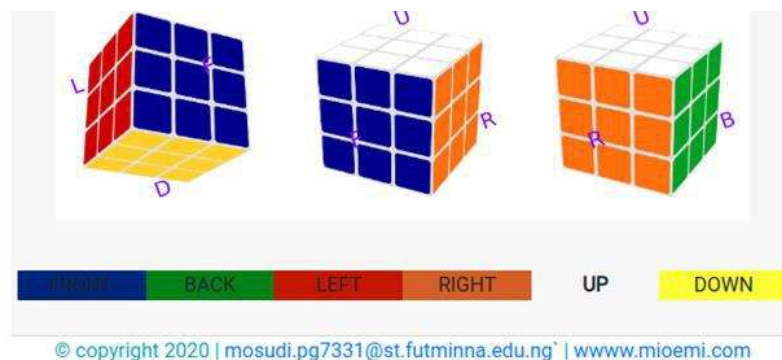 U U
F
L
R B
F R
D
FRONT BACK LEFT RIGHT UP DOWN
© copyright 2020 | mosudi.pg7331@st.futminna.edu.ng` | wwww.mioemi.com